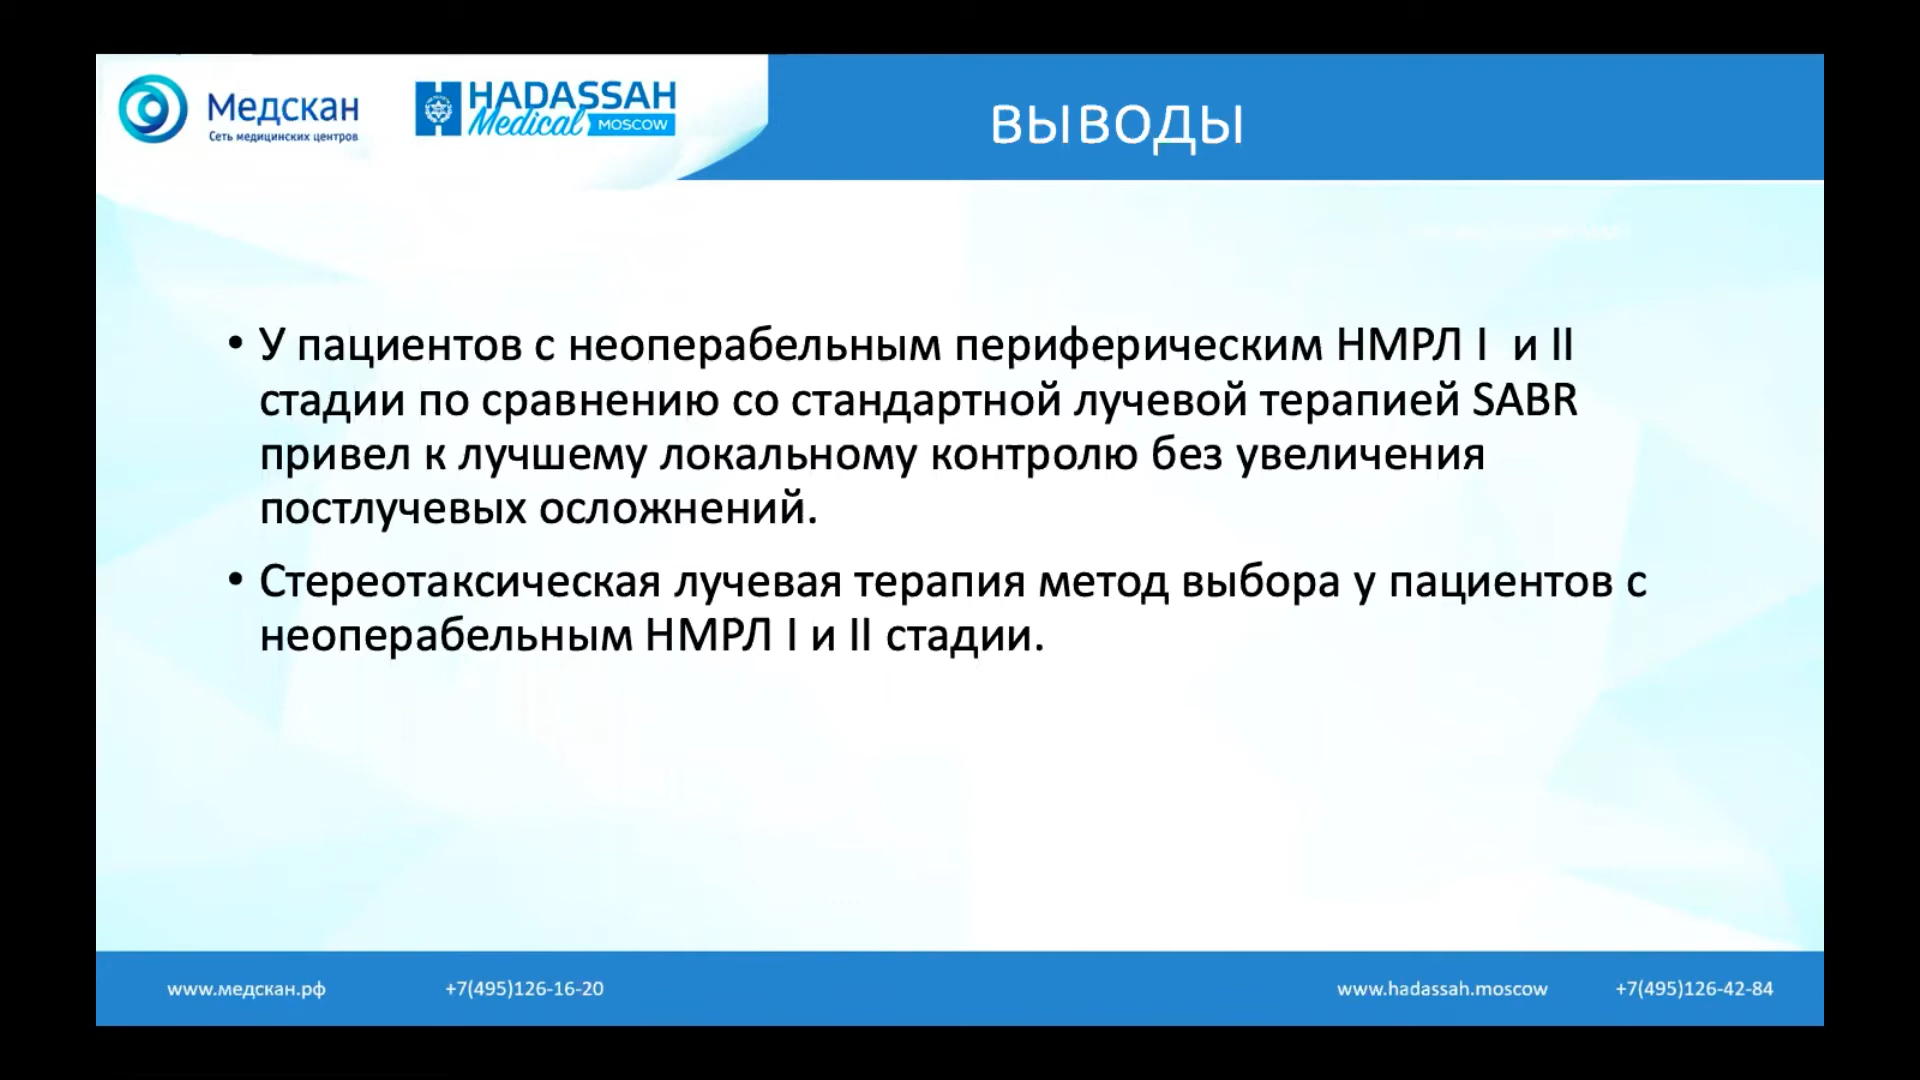 Медскан
Сеть медицинских центров
HADASSAH
Medical MOSCOW
ВЫВОДЫ
• У пациентов с неоперабельным периферическим НМРЛ I и II
стадии по сравнению со стандартной лучевой терапией SABR
привел к лучшему локальному контролю без увеличения
постлучевых осложнений.
• Стереотаксическая лучевая терапия метод выбора у пациентов с
неоперабельным НМРЛ I и II стадии.
www.медскан.рф +7(495)126-16-20 www.hadassah.moscow +7(495)126-42-84